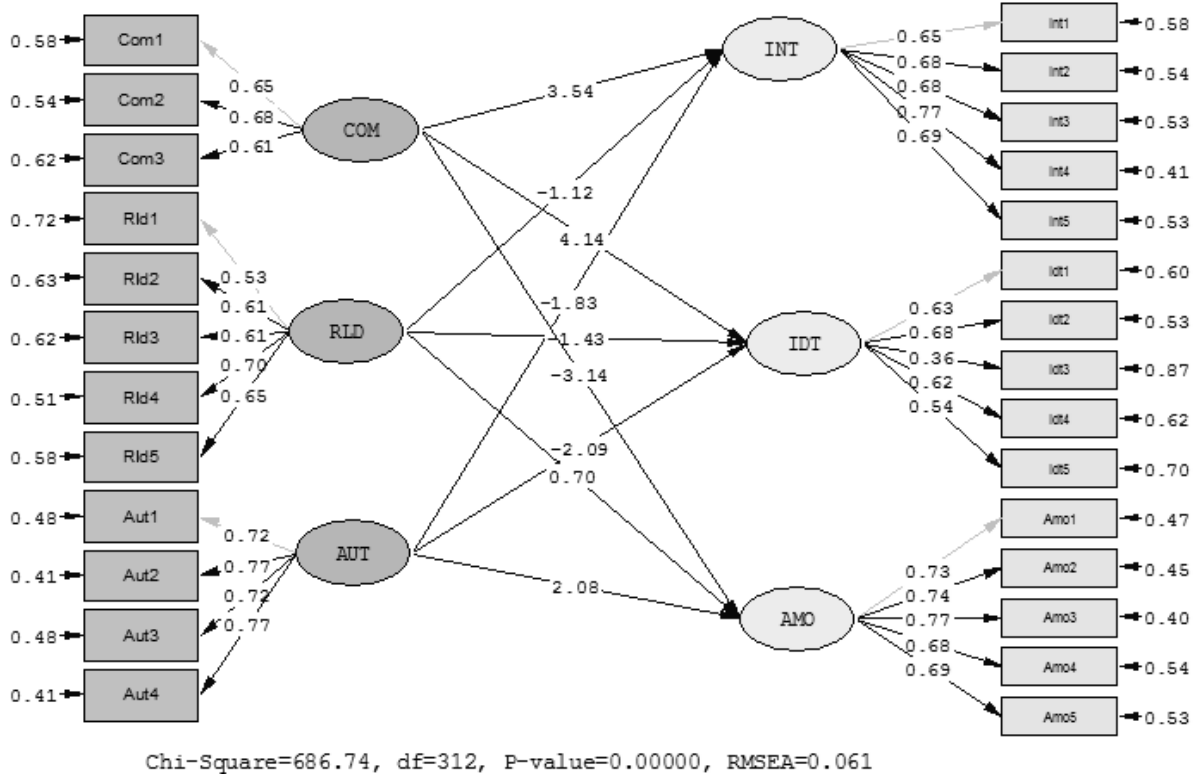 0.58 Com1
0.54 Com2
0.62 Com3
0.72 Rld1
0.63 Rld2
0.62 Rld3
0.51 Rld4
0.58 Rld5
0.48 Aut1
0.41 Aut2
0.48 Aut3
0.41 Aut4
0.65
0.68
0.61
COM
0.53
0.61
0.61
0.70
0.65
RLD
0.72
0.77
0.72
0.77
AUT
3.54
-1.12
4.14
-1.83
-1.43
-3.14
-2.09
0.70
2.08
INT
0.65
0.68
0.68
0.77
0.69
IDT
0.63
0.68
0.36
0.62
0.54
AMO
0.73
0.74
0.77
0.68
0.69
Int1 0.58
Int2 0.54
Int3 0.53
Int4 0.41
Int5 0.53
Idt1 0.60
Idt2 0.53
Idt3 0.87
Idt4 0.62
Idt5 0.70
Amo1 0.47
Amo2 0.45
Amo3 0.40
Amo4 0.54
Amo5 0.53
Chi-Square=686.74, df=312, P-value=0.00000, RMSEA=0.061